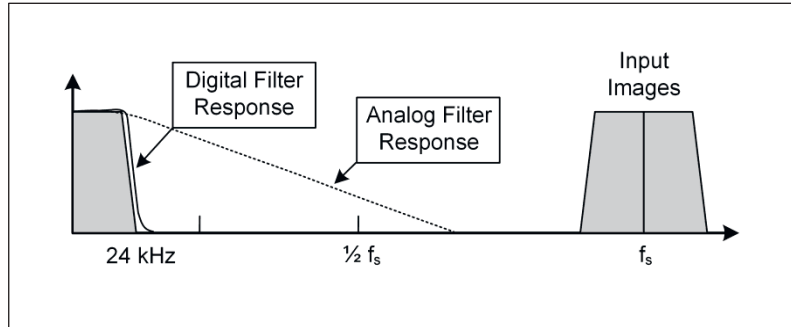 Digital Filter
Response
Analog Filter
Response
Input
Images
24 kHz
½ fs
fs